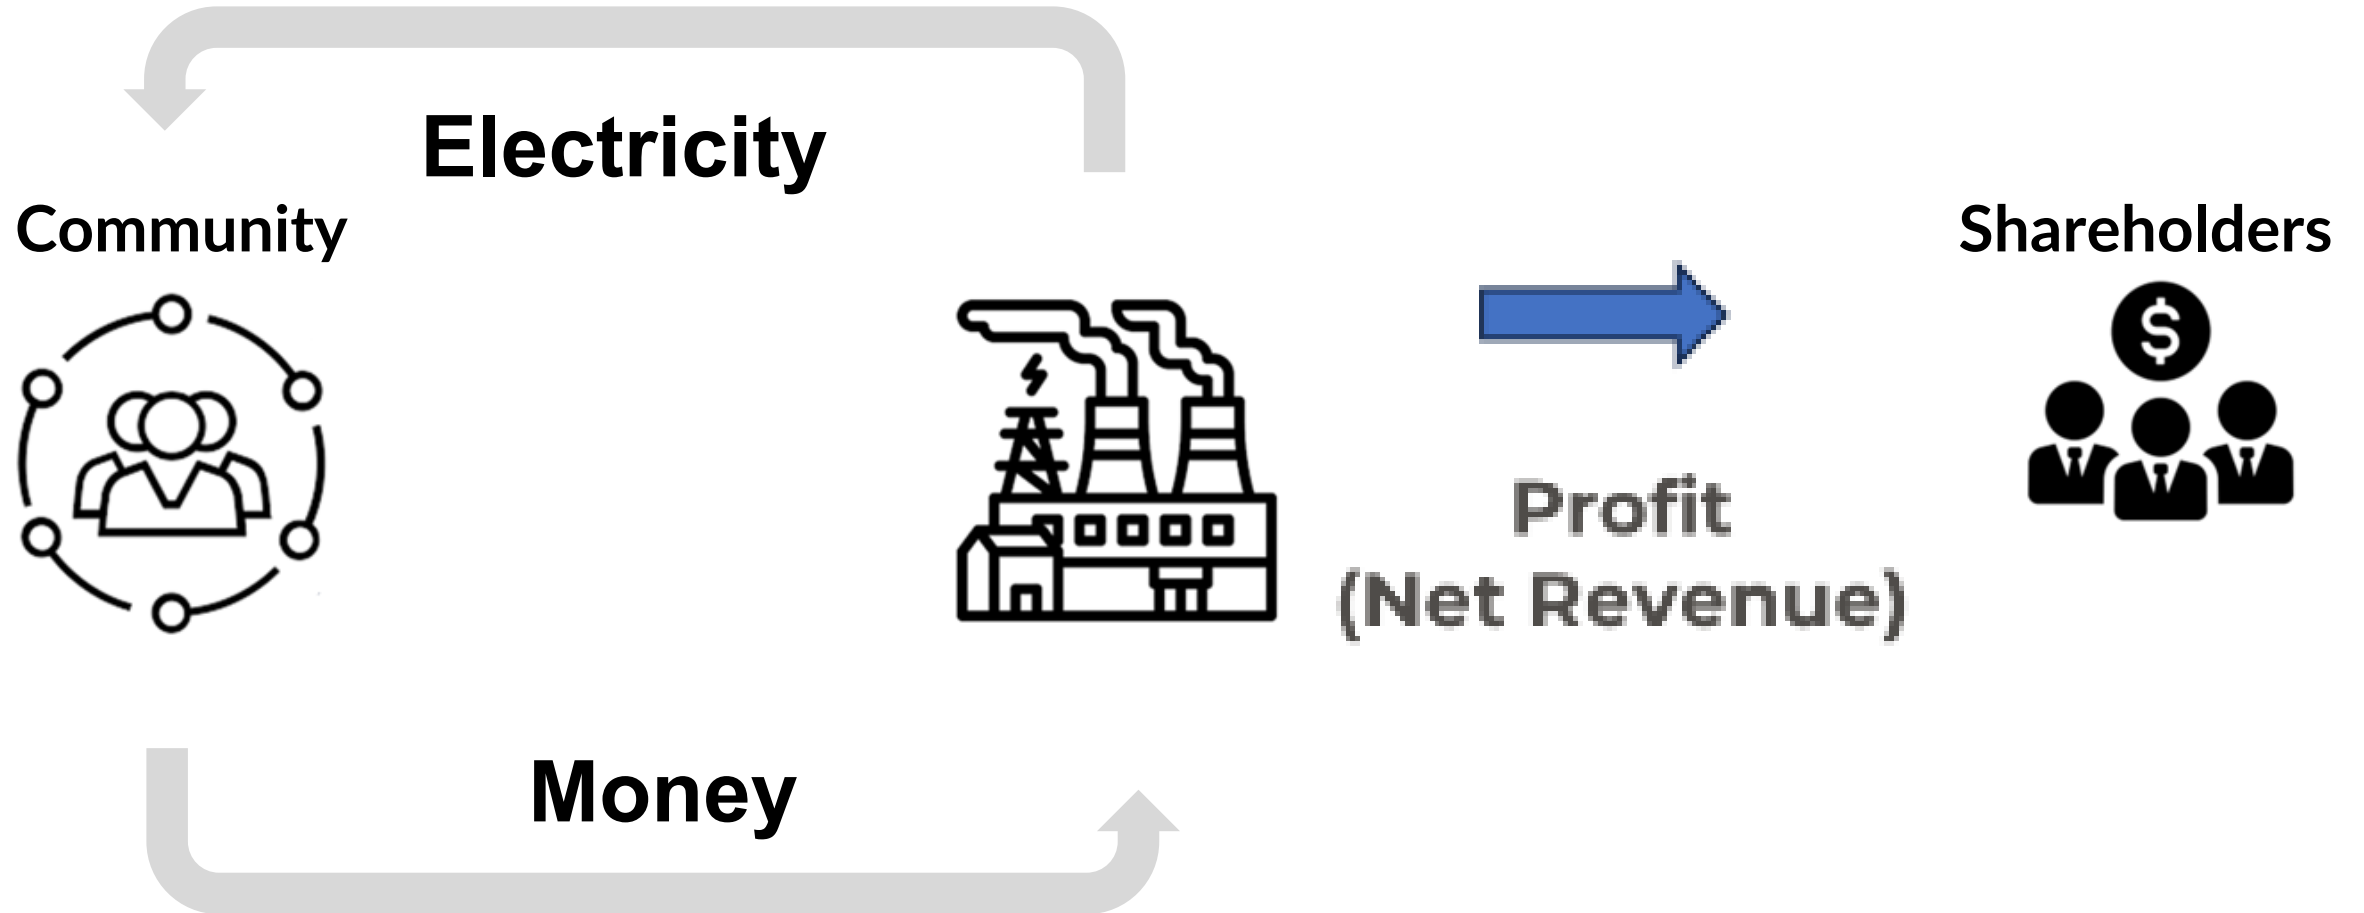 Electricity
Community
Shareholders
$
Profit
(Net Revenue)
Money